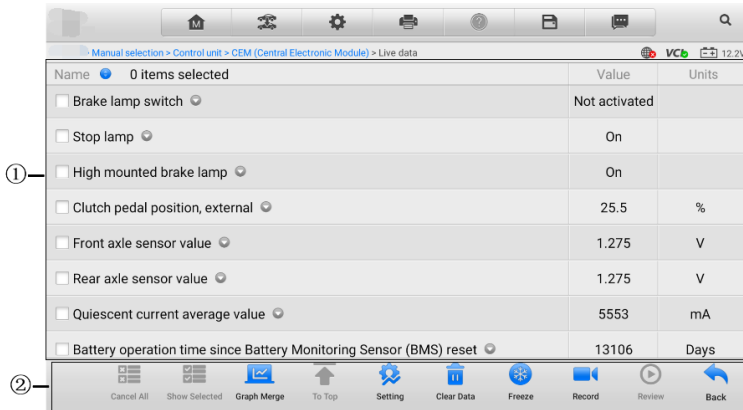 Manual selection > Control unit > CEM (Central Electronic Module) > Live data
VCI
12.2V
Name 0 items selected Value Units
Brake lamp switch Not activated
Stop lamp On
① High mounted brake lamp On
Clutch pedal position, external 25.5 %
Front axle sensor value 1.275 V
Rear axle sensor value 1.275 V
Quiescent current average value 5553 mA
Battery operation time since Battery Monitoring Sensor (BMS) reset 13106 Days
② Cancel All Show Selected Graph Merge To Top Setting Clear Data Freeze Record Review Back